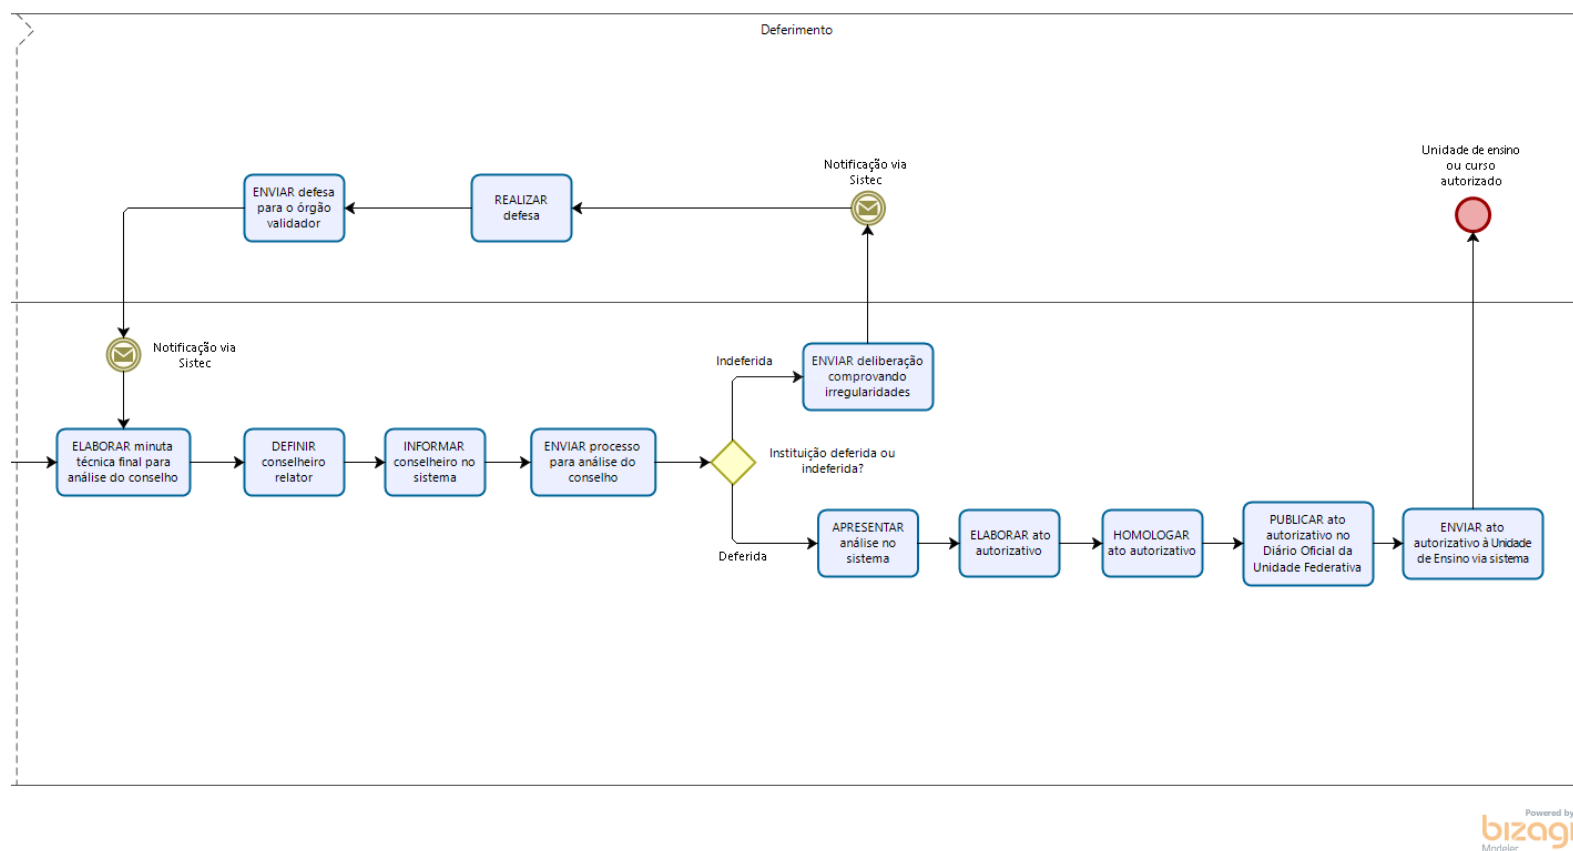 Deferimento
Unidade de ensino
ou curso
autorizado
Notificação via
Sistec
ENVIAR defesa
para o órgão
validador
REALIZAR
defesa
Notificação via
Sistec
Indeferida
ENVIAR deliberação
comprovando
irregularidades
ELABORAR minuta
técnica final para
análise do conselho
DEFINIR
conselheiro
relator
INFORMAR
conselheiro no
sistema
ENVIAR processo
para análise do
conselho
Instituição deferida ou
indeferida?
Deferida
APRESENTAR
análise no
sistema
ELABORAR ato
autorizativo
HOMOLOGAR
ato autorizativo
PUBLICAR ato
autorizativo no
Diário Oficial da
Unidade Federativa
ENVIAR ato
autorizativo à Unidade
de Ensino via sistema
Powered by
bizagi
Modeler